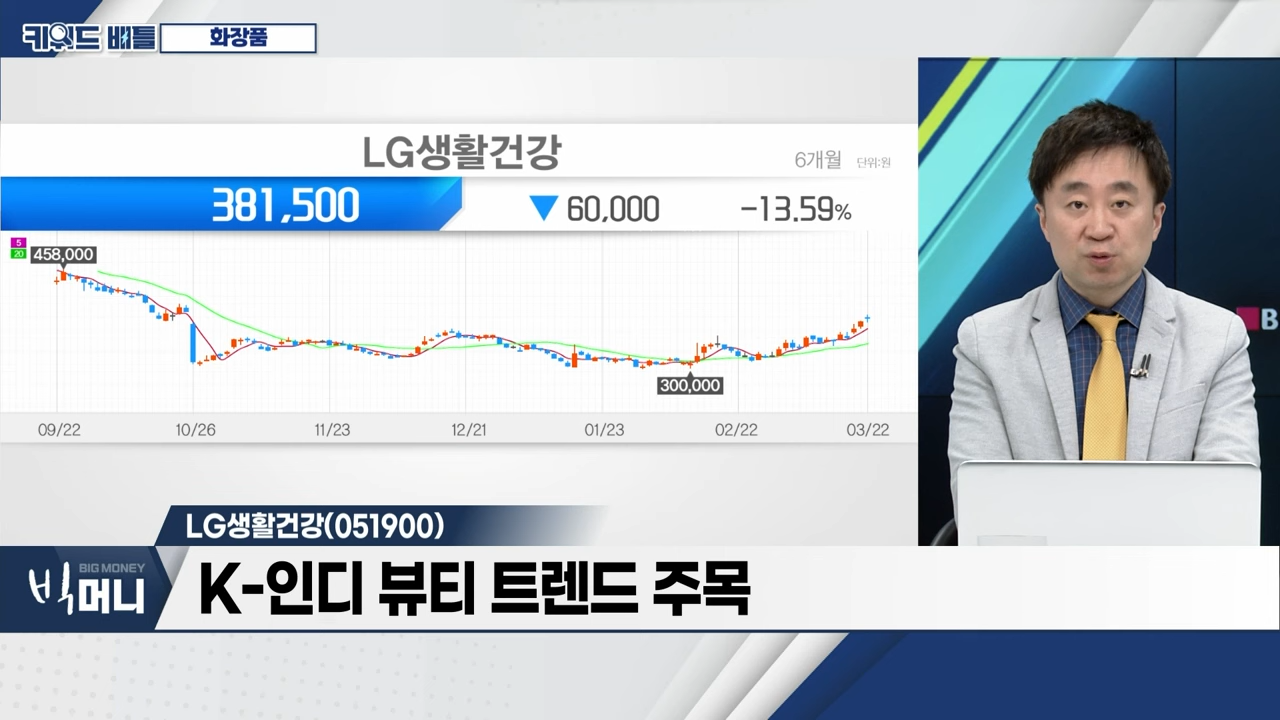 키워드 배틀
화장품
LG생활건강
6개월 단위:원
381,500 ▼ 60,000 -13.59%
5
20
458,000
300,000
09/22 10/26 11/23 12/21 01/23 02/22 03/22
B
LG생활건강(051900)
BIG MONEY
빅머니
K-인디 뷰티 트렌드 주목